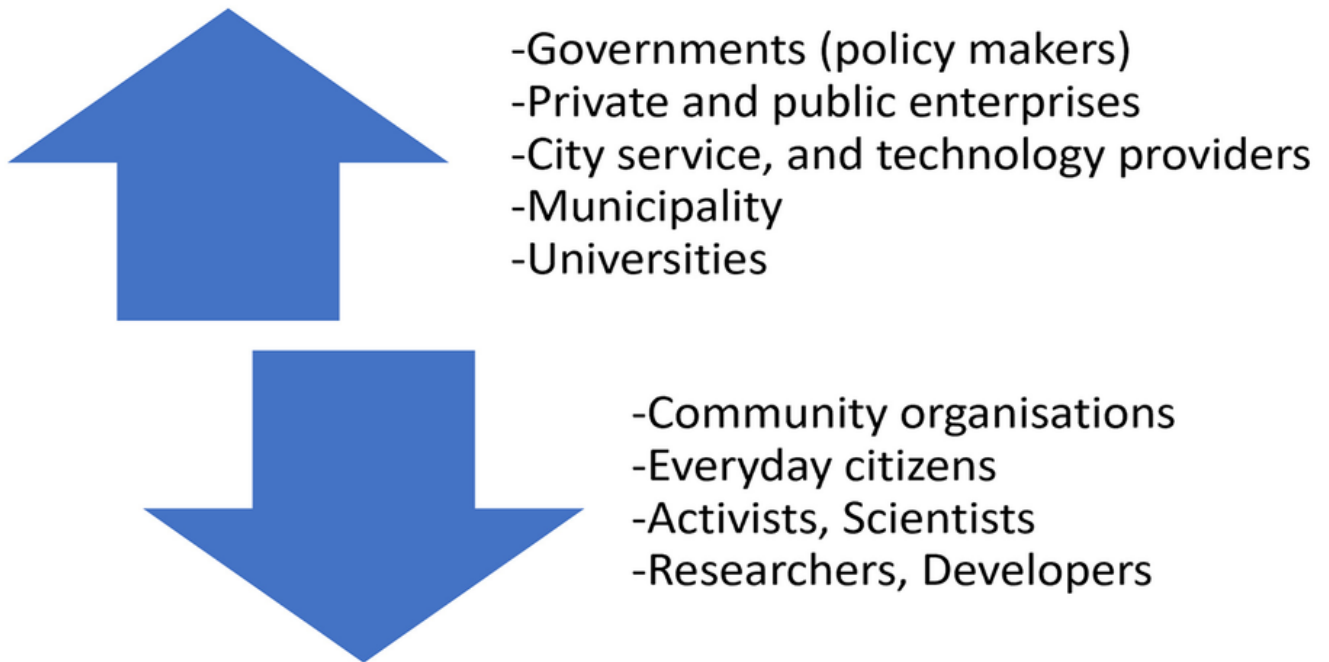 -Governments (policy makers)
-Private and public enterprises
-City service, and technology providers
-Municipality
-Universities
-Community organisations
-Everyday citizens
-Activists, Scientists
-Researchers, Developers